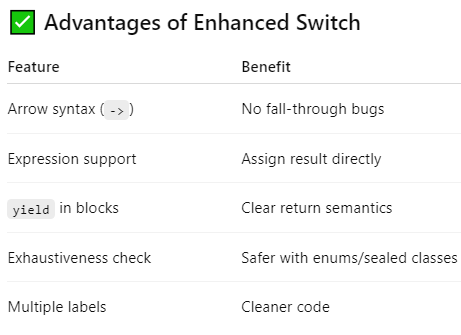 ✅ Advantages of Enhanced Switch
Feature Benefit
Arrow syntax (->) No fall-through bugs
Expression support Assign result directly
yield in blocks Clear return semantics
Exhaustiveness check Safer with enums/sealed classes
Multiple labels Cleaner code